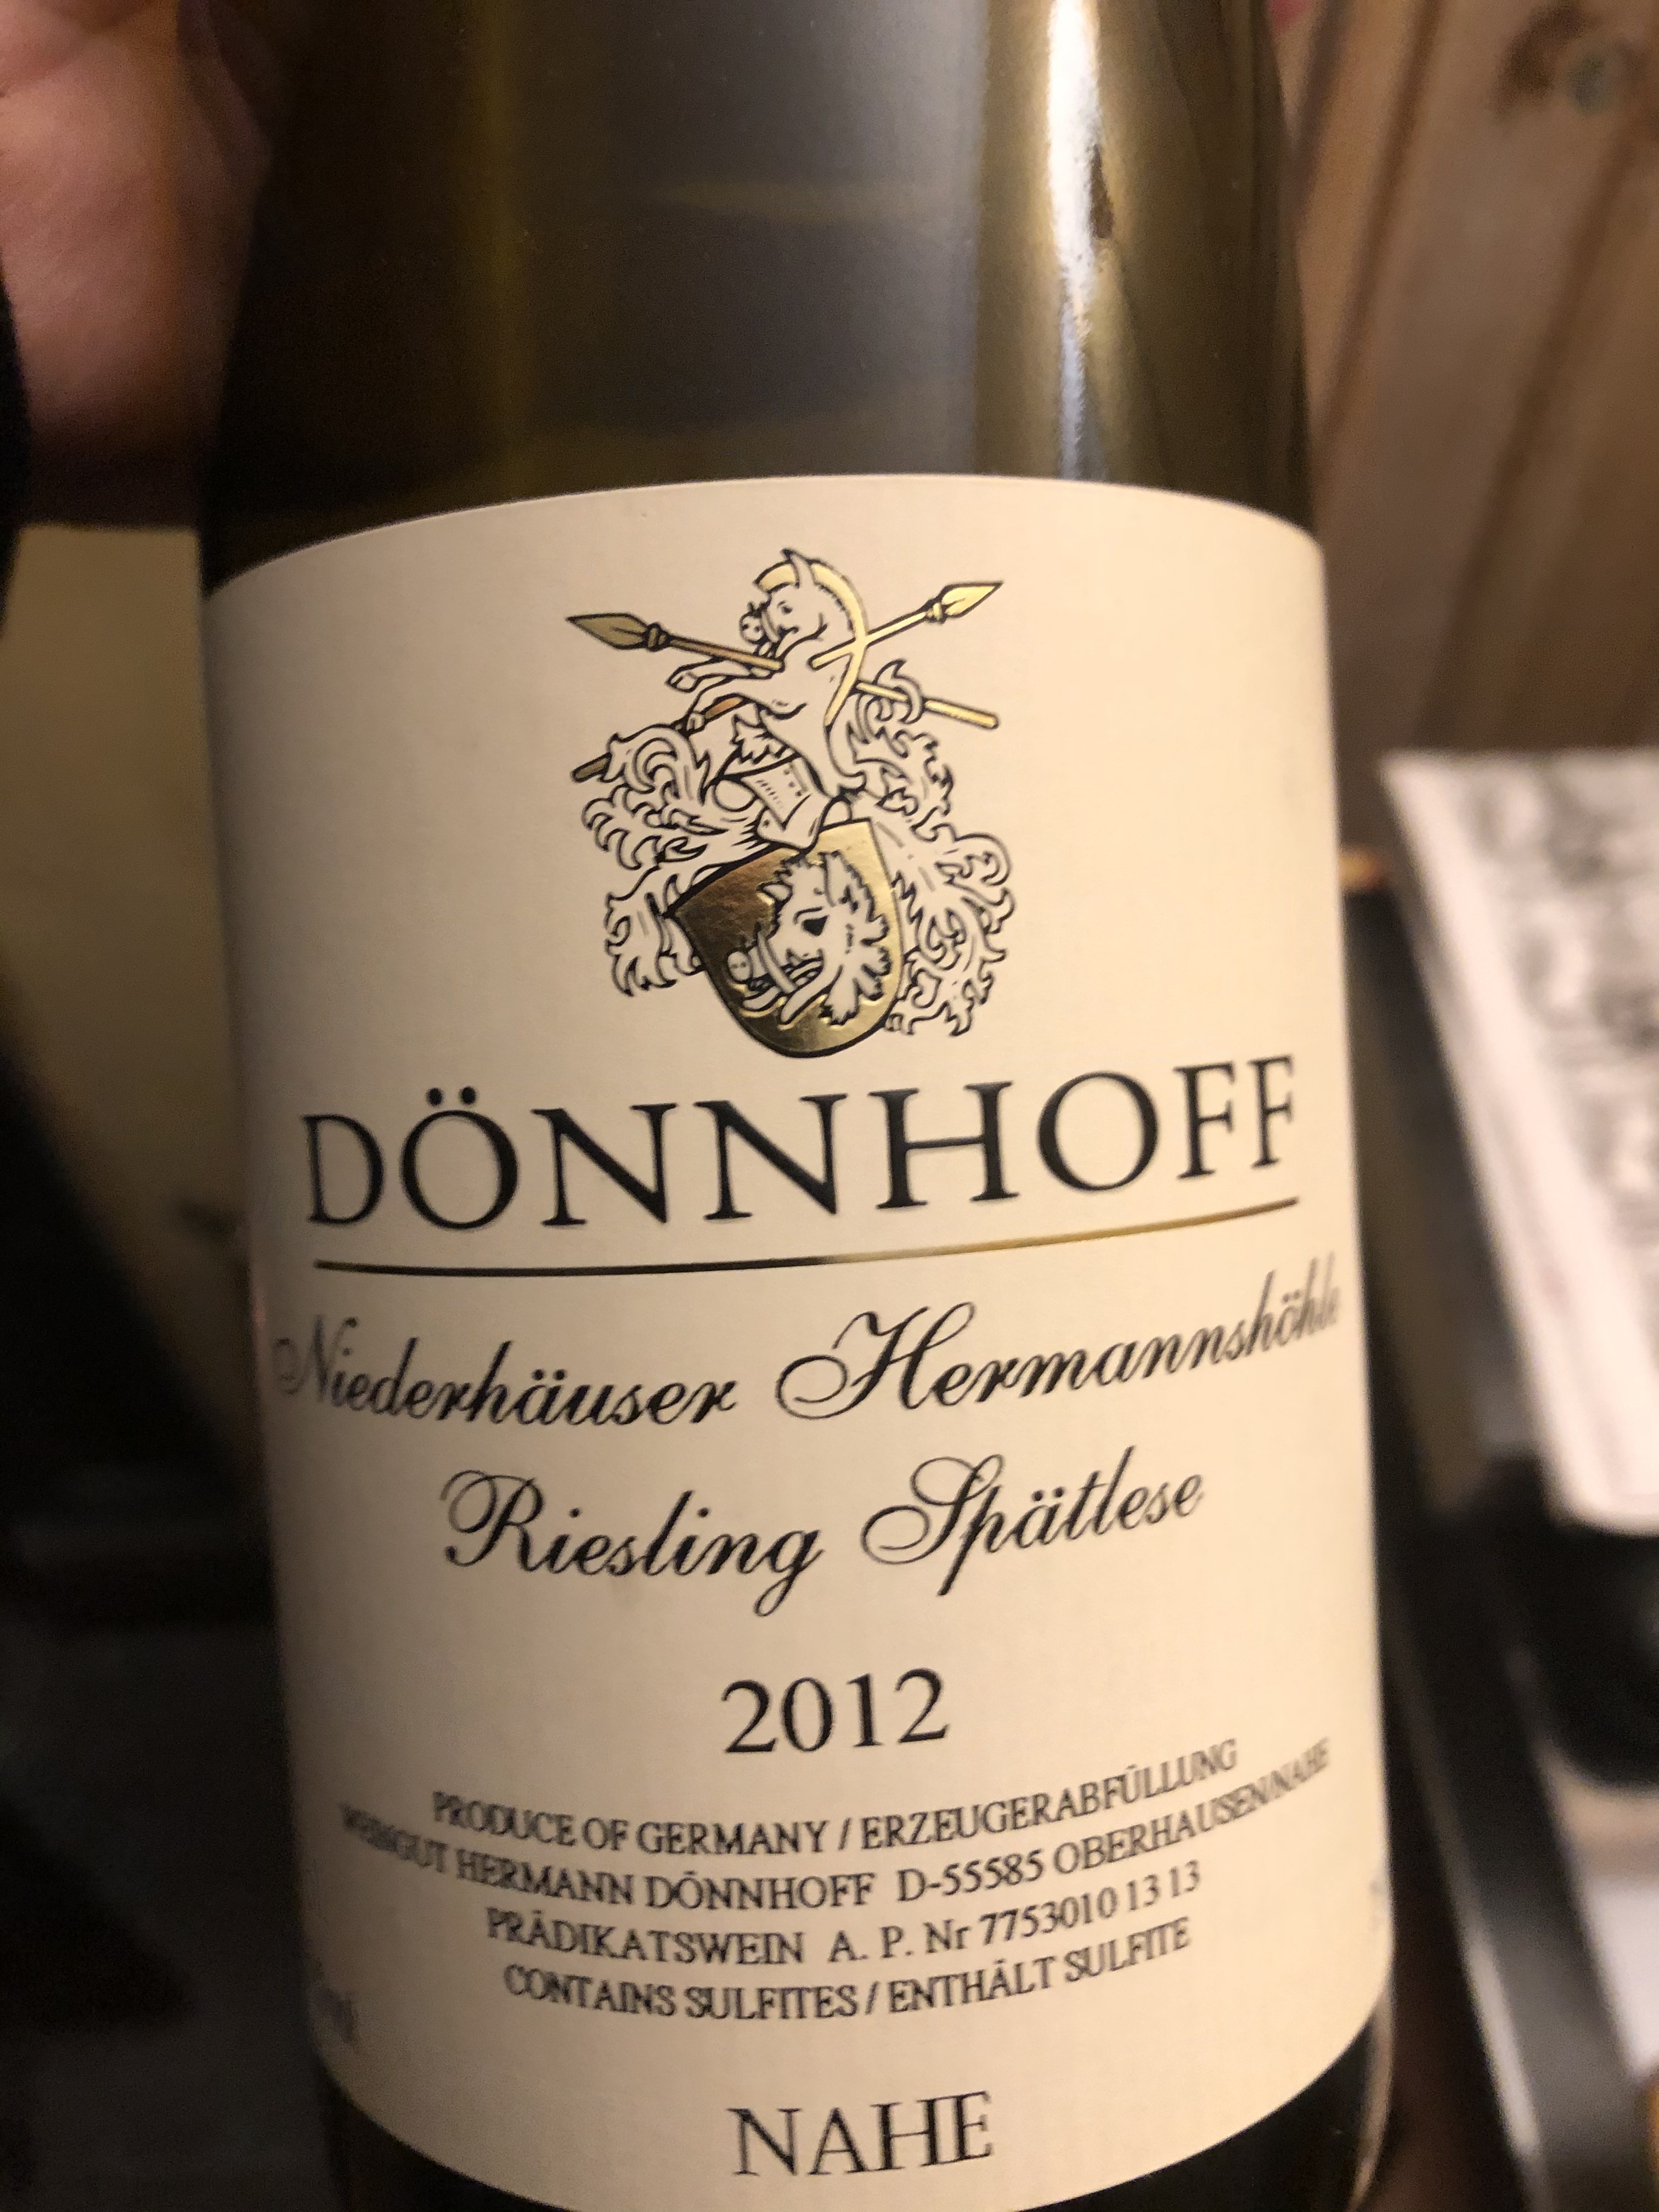 DÖNNHOFF
Niederhäuser Hermannshöhle
Riesling Spätlese
2012
PRODUCE OF GERMANY / ERZEUGERABFÜLLUNG
WEINGUT HERMANN DÖNNHOFF D-55585 OBERHAUSEN/NAHE
PRÄDIKATSWEIN A. P. Nr 7753010 13 13
CONTAINS SULFITES / ENTHÄLT SULFITE
NAHE